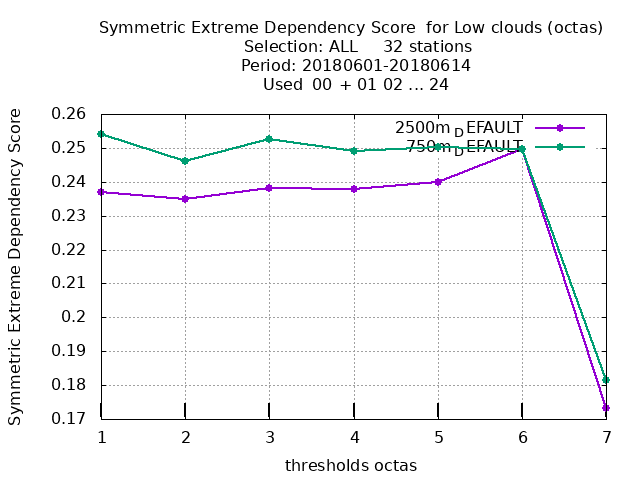 Symmetric Extreme Dependency Score for Low clouds (octas)
Selection: ALL 32 stations
Period: 20180601-20180614
Used 00 + 01 02 ... 24
Symmetric Extreme Dependency Score
0.26
0.25
0.24
0.23
0.22
0.21
0.2
0.19
0.18
0.17
2500m_DEFAULT
750m_DEFAULT
1 2 3 4 5 6 7
thresholds octas